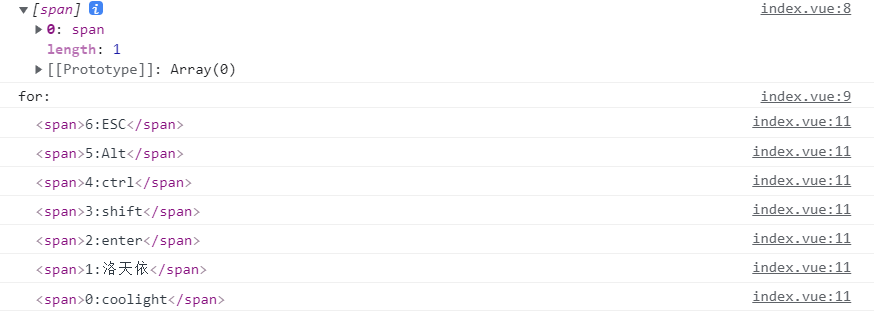 ▼[span] i index.vue:8
▶0: span
length: 1
▶[[Prototype]]: Array(0)
for: index.vue:9
<span>6:ESC</span> index.vue:11
<span>5:Alt</span> index.vue:11
<span>4:ctrl</span> index.vue:11
<span>3:shift</span> index.vue:11
<span>2:enter</span> index.vue:11
<span>1:洛天依</span> index.vue:11
<span>0:coolight</span> index.vue:11